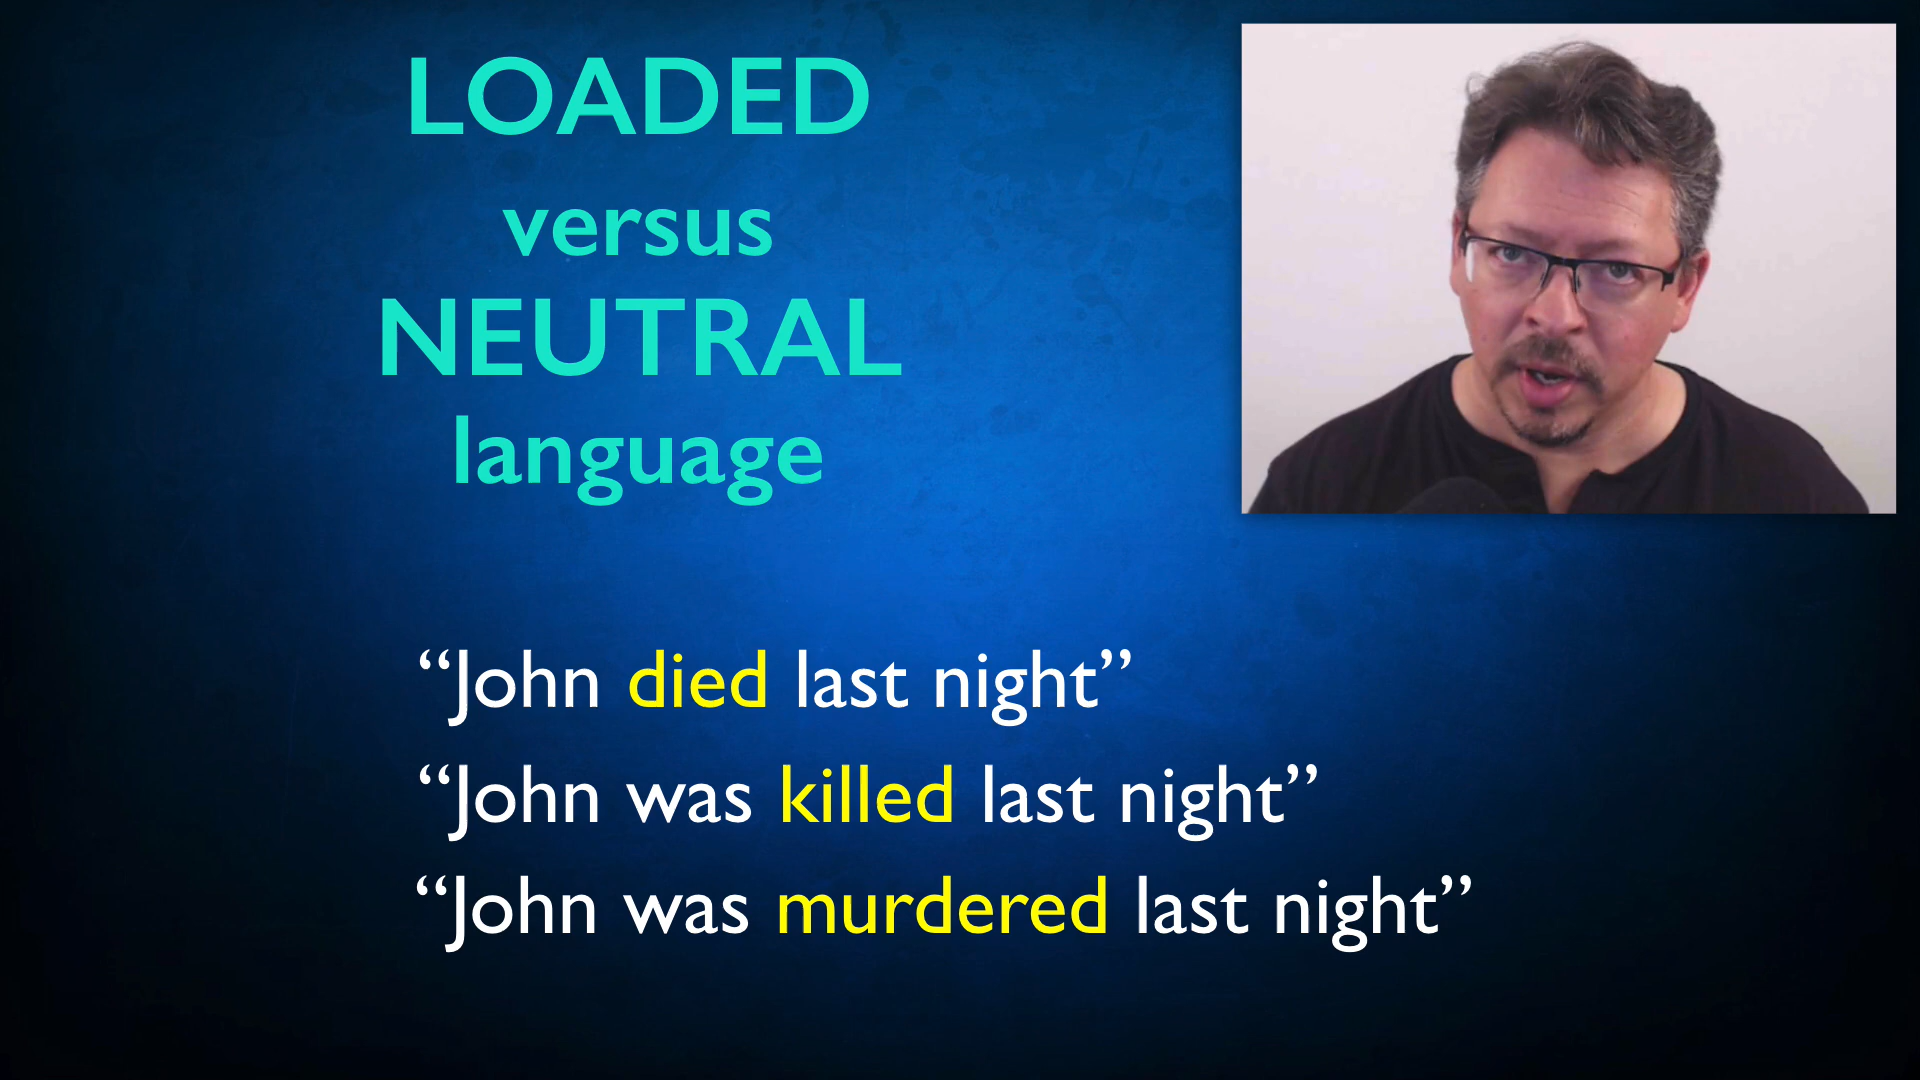 LOADED
versus
NEUTRAL
language
“John died last night”
“John was killed last night”
“John was murdered last night”